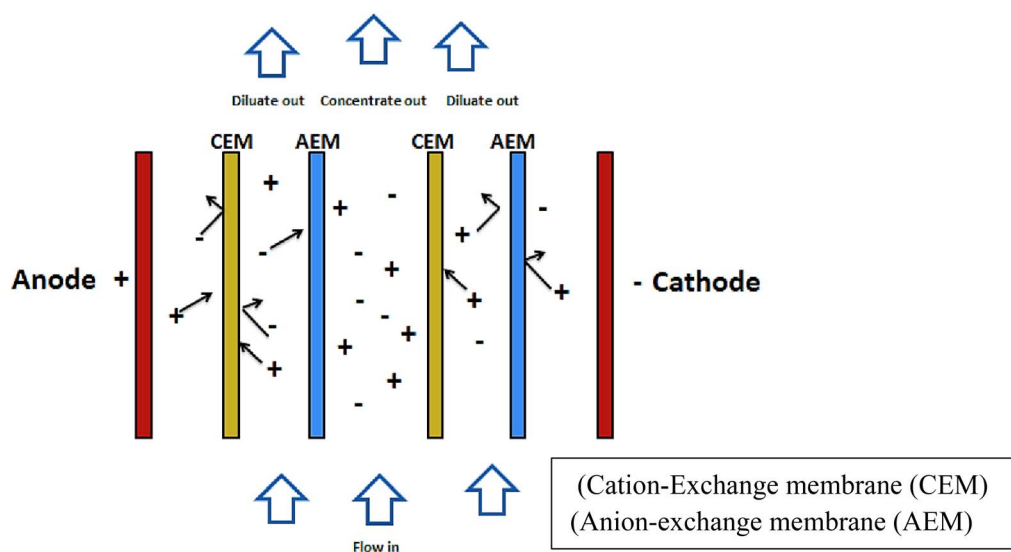 Diluate out Concentrate out Diluate out
CEM AEM CEM AEM
+ - + -
+ - + -
- - +
Anode + - Cathode
+ - + +
- - + -
+ +
+ -
Flow in
(Cation-Exchange membrane (CEM)
(Anion-exchange membrane (AEM)